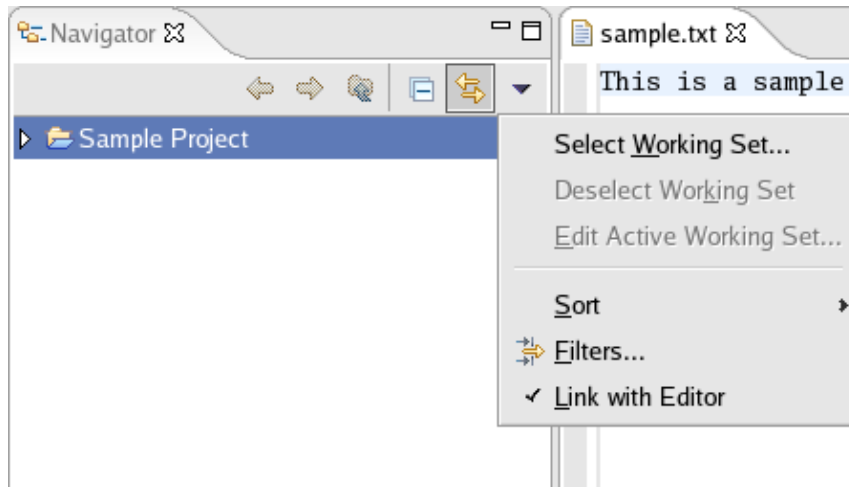 Navigator
sample.txt
This is a sample
Sample Project
Select Working Set...
Deselect Working Set
Edit Active Working Set...
Sort
Filters...
Link with Editor